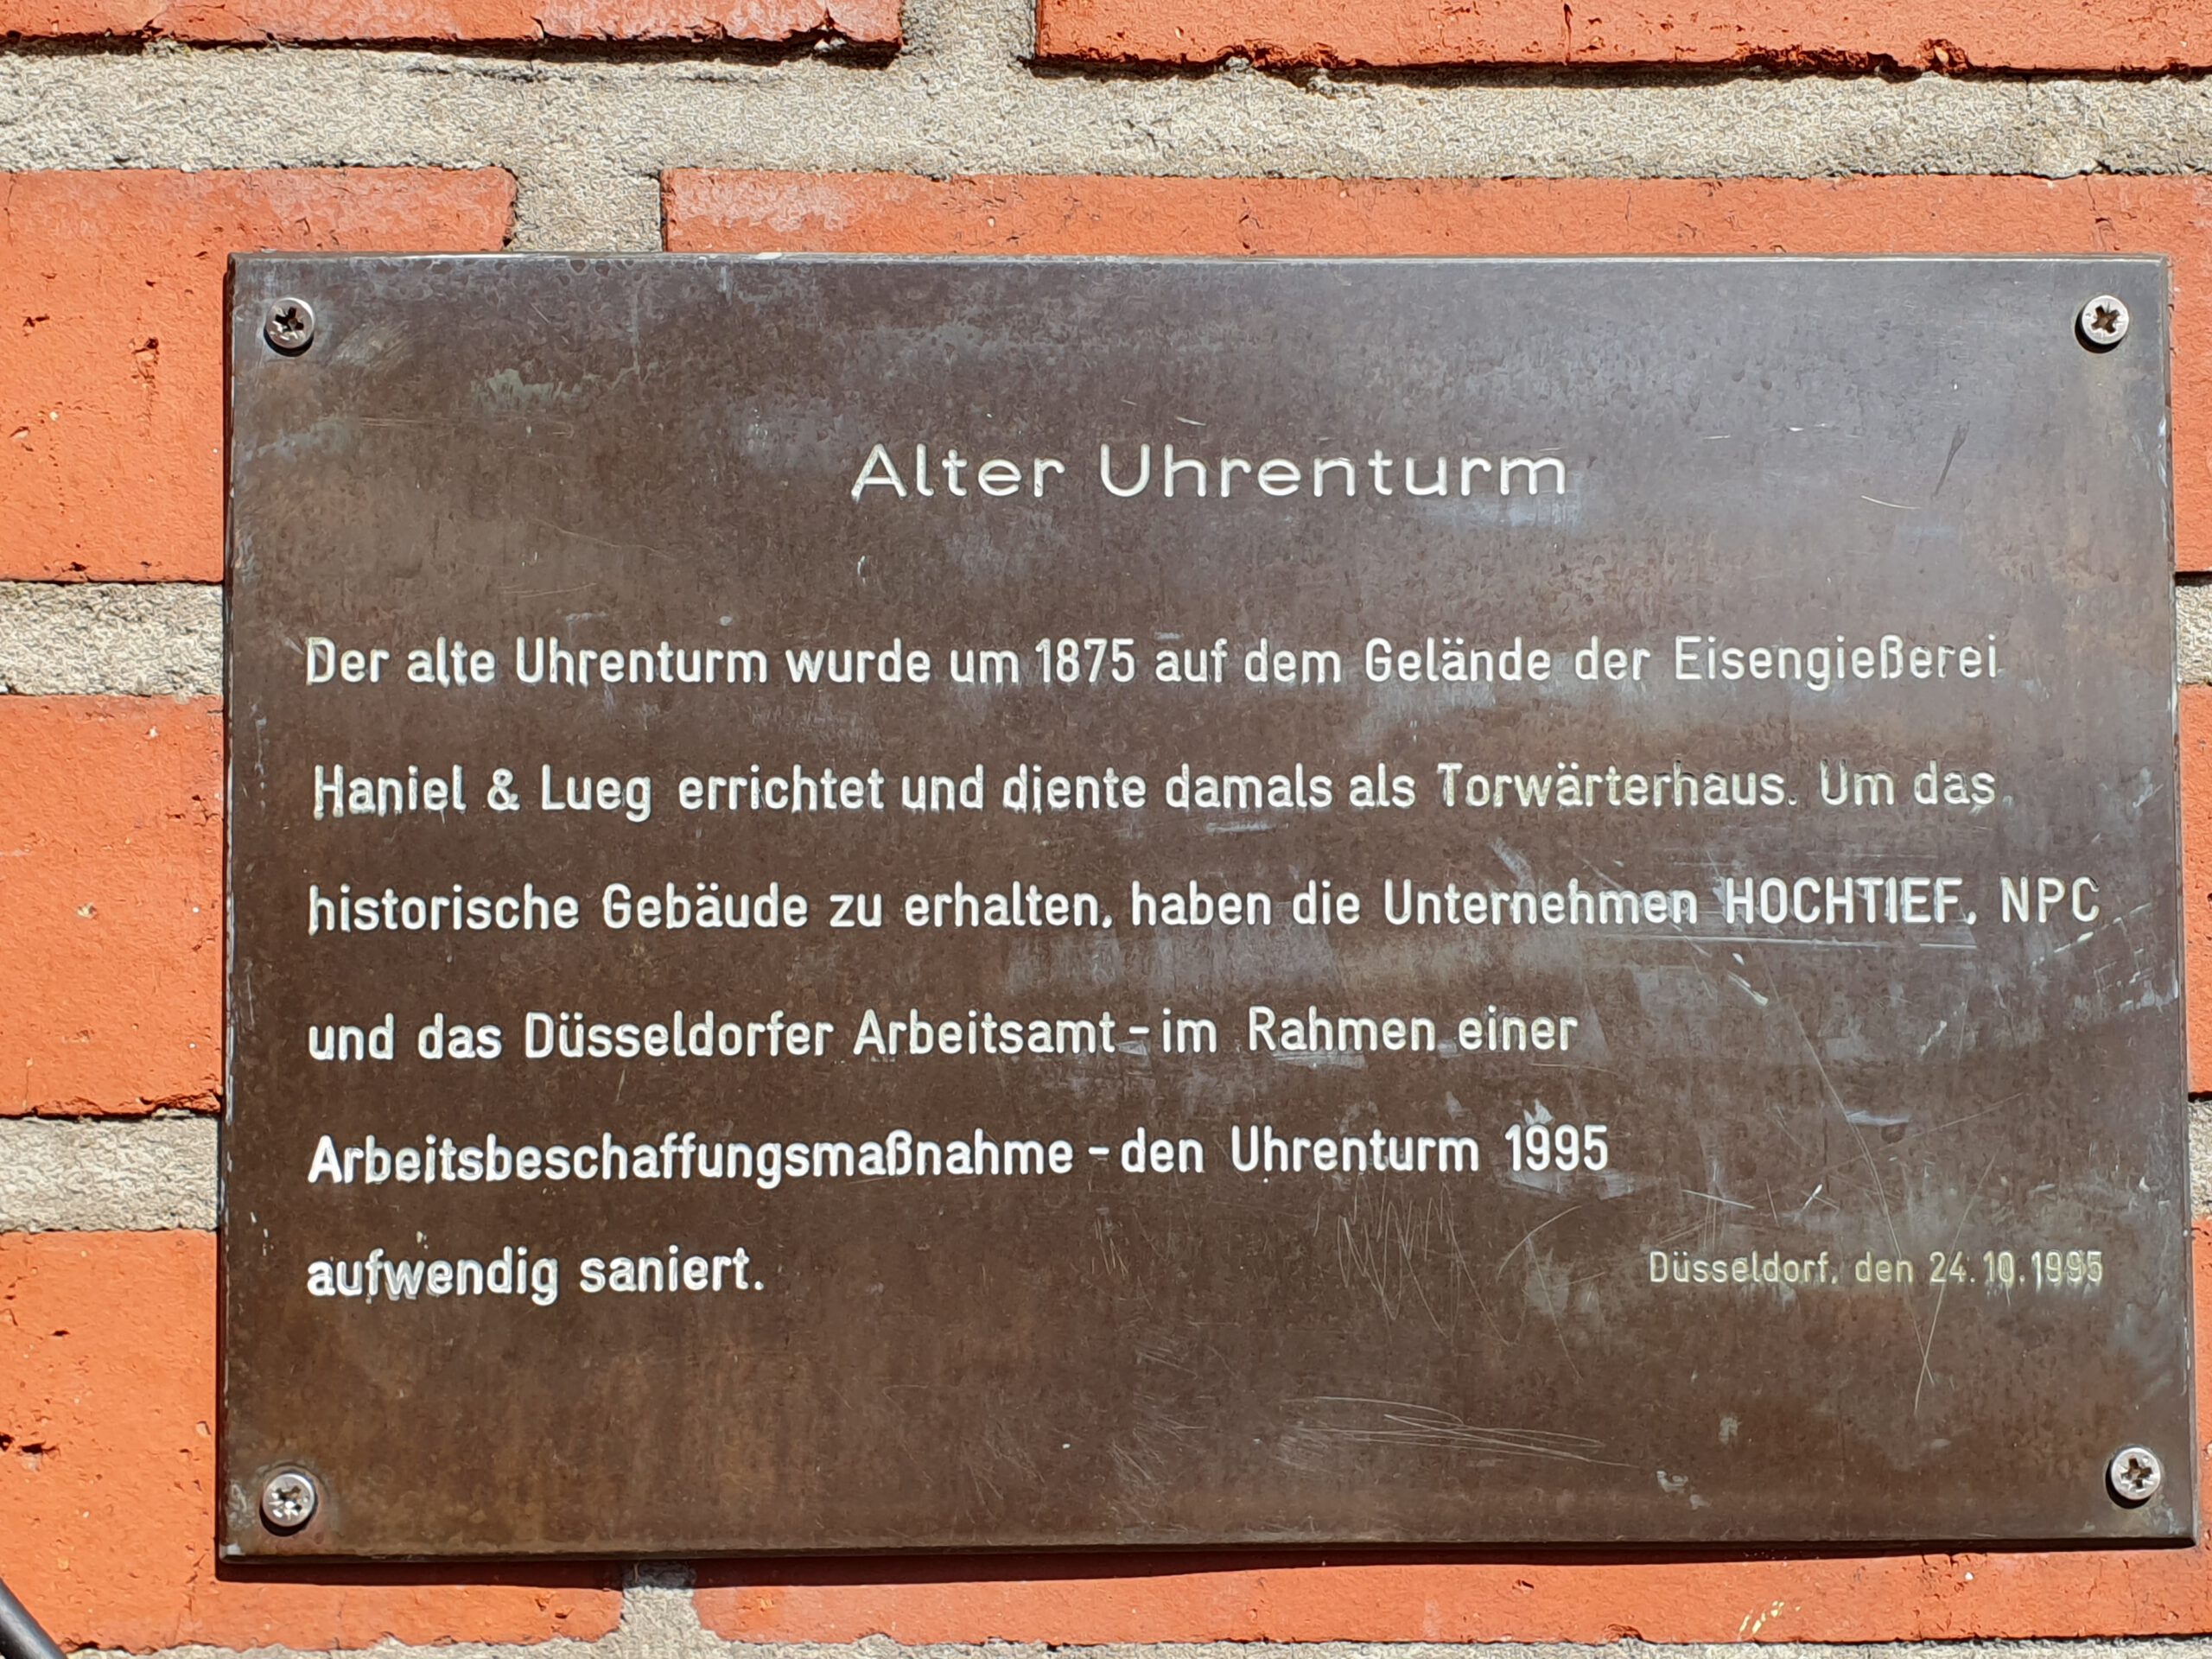 Alter Uhrenturm
Der alte Uhrenturm wurde um 1875 auf dem Gelände der Eisengießerei
Haniel & Lueg errichtet und diente damals als Torwärterhaus. Um das
historische Gebäude zu erhalten, haben die Unternehmen HOCHTIEF, NPC
und das Düsseldorfer Arbeitsamt - im Rahmen einer
Arbeitsbeschaffungsmaßnahme - den Uhrenturm 1995
aufwendig saniert.
Düsseldorf, den 24.10.1995